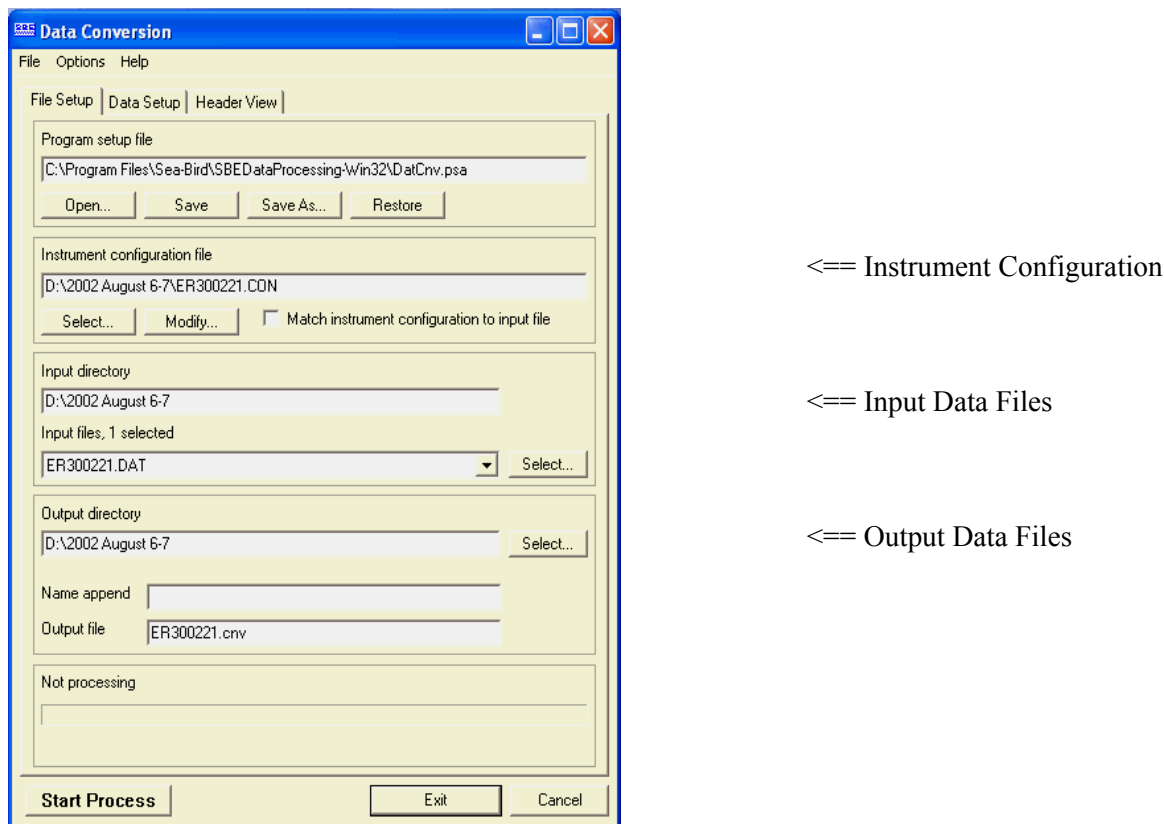 SBE Data Conversion
File Options Help
File Setup Data Setup Header View
Program setup file
C:\Program Files\Sea-Bird\SBEDataProcessing-Win32\DatCnv.psa
Open... Save Save As... Restore
Instrument configuration file
<== Instrument Configuration
D:\2002 August 6-7\ER300221.CON
Select... Modify... Match instrument configuration to input file
Input directory
D:\2002 August 6-7
<== Input Data Files
Input files, 1 selected
ER300221.DAT Select...
Output directory
D:\2002 August 6-7 Select...
<== Output Data Files
Name append
Output file ER300221.cnv
Not processing
Start Process Exit Cancel